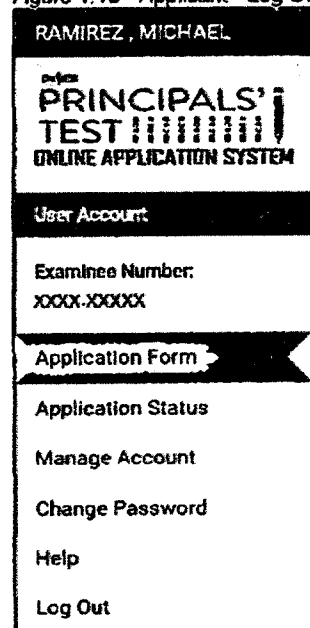 RAMIREZ , MICHAEL
PRINCIPALS'
TEST
ONLINE APPLICATION SYSTEM
User Account
Examinee Number:
XXXX-XXXXX
Application Form
Application Status
Manage Account
Change Password
Help
Log Out